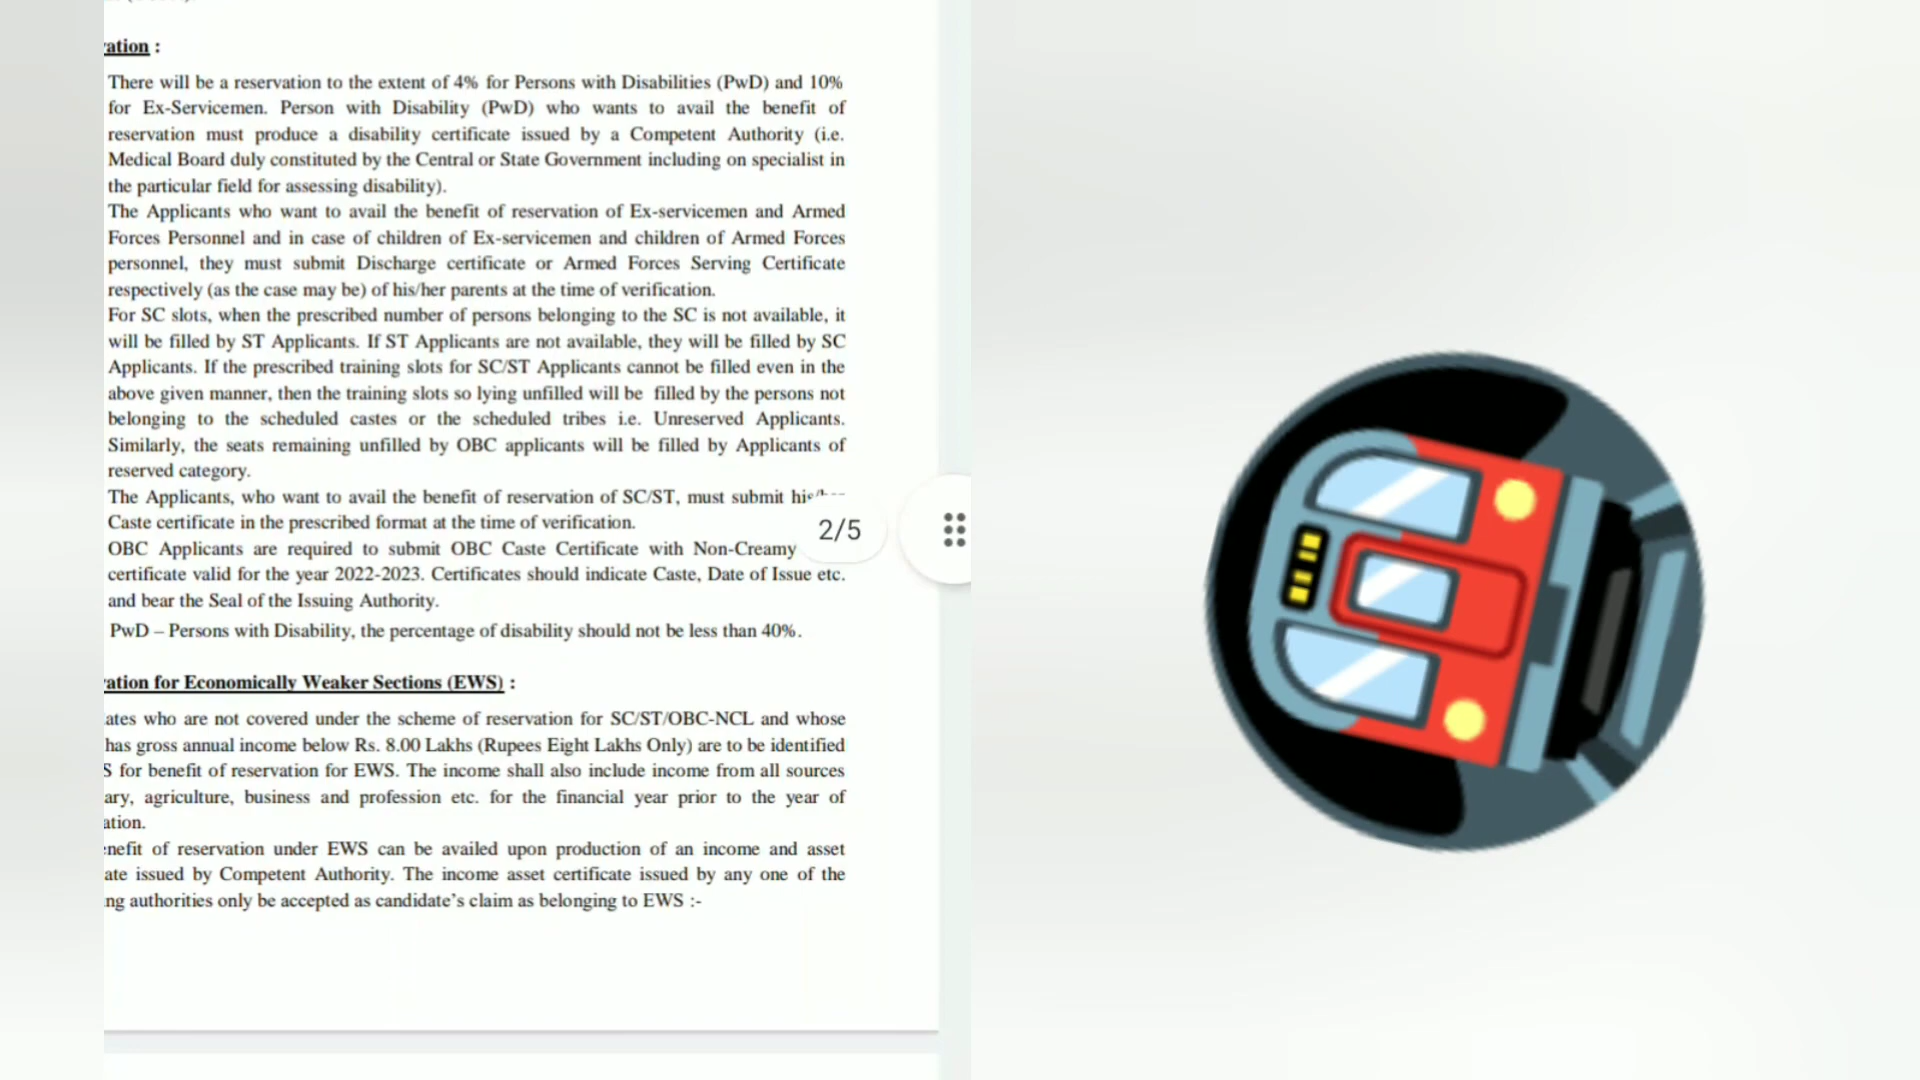 ation :
There will be a reservation to the extent of 4% for Persons with Disabilities (PwD) and 10%
for Ex-Servicemen. Person with Disability (PwD) who wants to avail the benefit of
reservation must produce a disability certificate issued by a Competent Authority (i.e.
Medical Board duly constituted by the Central or State Government including on specialist in
the particular field for assessing disability).
The Applicants who want to avail the benefit of reservation of Ex-servicemen and Armed
Forces Personnel and in case of children of Ex-servicemen and children of Armed Forces
personnel, they must submit Discharge certificate or Armed Forces Serving Certificate
respectively (as the case may be) of his/her parents at the time of verification.
For SC slots, when the prescribed number of persons belonging to the SC is not available, it
will be filled by ST Applicants. If ST Applicants are not available, they will be filled by SC
Applicants. If the prescribed training slots for SC/ST Applicants cannot be filled even in the
above given manner, then the training slots so lying unfilled will be filled by the persons not
belonging to the scheduled castes or the scheduled tribes i.e. Unreserved Applicants.
Similarly, the seats remaining unfilled by OBC applicants will be filled by Applicants of
reserved category.
The Applicants, who want to avail the benefit of reservation of SC/ST, must submit
Caste certificate in the prescribed format at the time of verification.
2/5
OBC Applicants are required to submit OBC Caste Certificate with Non-Creamy
certificate valid for the year 2022-2023. Certificates should indicate Caste, Date of Issue etc.
and bear the Seal of the Issuing Authority.
PwD – Persons with Disability, the percentage of disability should not be less than 40%.
ation for Economically Weaker Sections (EWS) :
ates who are not covered under the scheme of reservation for SC/ST/OBC-NCL and whose
has gross annual income below Rs. 8.00 Lakhs (Rupees Eight Lakhs Only) are to be identified
S for benefit of reservation for EWS. The income shall also include income from all sources
ary, agriculture, business and profession etc. for the financial year prior to the year of
ation.
nefit of reservation under EWS can be availed upon production of an income and asset
ate issued by Competent Authority. The income asset certificate issued by any one of the
ng authorities only be accepted as candidate's claim as belonging to EWS :-